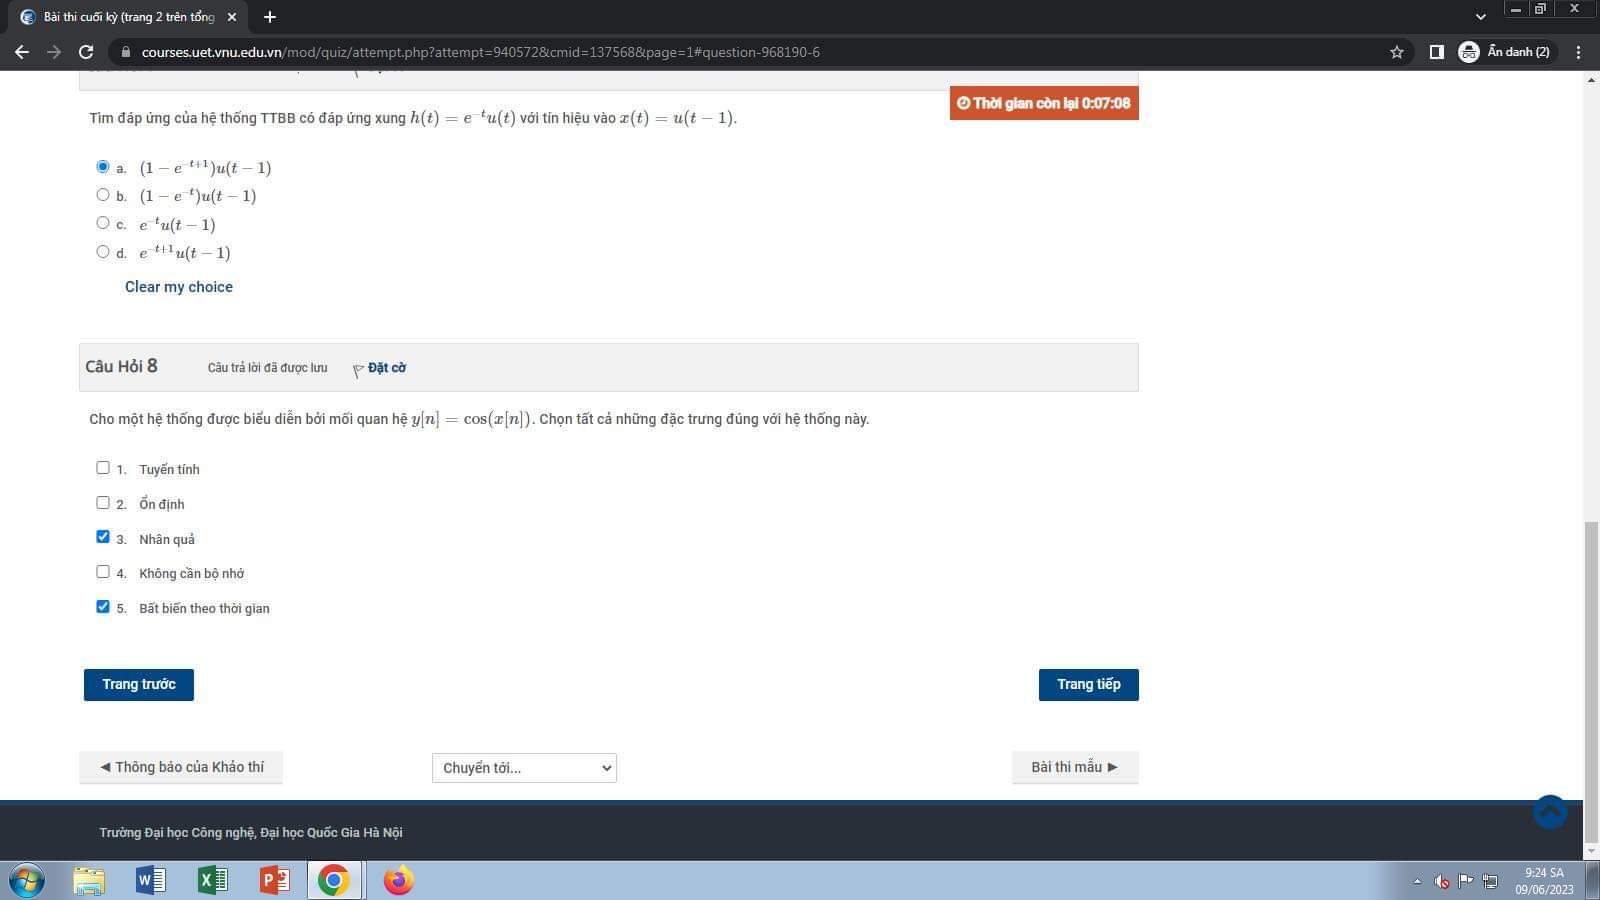 Bài thi cuối kỳ (trang 2 trên tổng
courses.uet.vnu.edu.vn/mod/quiz/attempt.php?attempt=940572&cmid=137568&page=1#question-968190-6
Ẩn danh (2)
Thời gian còn lại 0:07:08
Tìm đáp ứng của hệ thống TTBB có đáp ứng xung h(t) = e^{-t}u(t) với tín hiệu vào x(t) = u(t − 1).
a. (1 − e^{-t+1})u(t − 1)
b. (1 − e^{-t})u(t − 1)
c. e^{-t}u(t − 1)
d. e^{-t+1}u(t − 1)
Clear my choice
Câu Hỏi 8 Câu trả lời đã được lưu Đặt cờ
Cho một hệ thống được biểu diễn bởi mối quan hệ y[n] = cos(x[n]). Chọn tất cả những đặc trưng đúng với hệ thống này.
1. Tuyến tính
2. Ổn định
3. Nhân quả
4. Không cần bộ nhớ
5. Bất biến theo thời gian
Trang trước Trang tiếp
◄ Thông báo của Khảo thí Chuyển tới... Bài thi mẫu ►
Trường Đại học Công nghệ, Đại học Quốc Gia Hà Nội
9:24 SA
09/06/2023